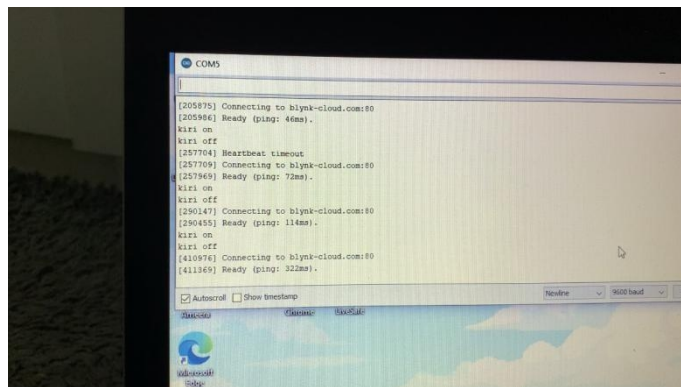 COM5
[205875] Connecting to blynk-cloud.com:80
[205986] Ready (ping: 46ms).
kiri on
kiri off
[257704] Heartbeat timeout
[257709] Connecting to blynk-cloud.com:80
[257969] Ready (ping: 72ms).
kiri on
kiri off
[290147] Connecting to blynk-cloud.com:80
[290455] Ready (ping: 114ms).
kiri on
kiri off
[410976] Connecting to blynk-cloud.com:80
[411369] Ready (ping: 322ms).
Autoscroll Show timestamp Newline 9600 baud
Chrome
Microsoft
Edge